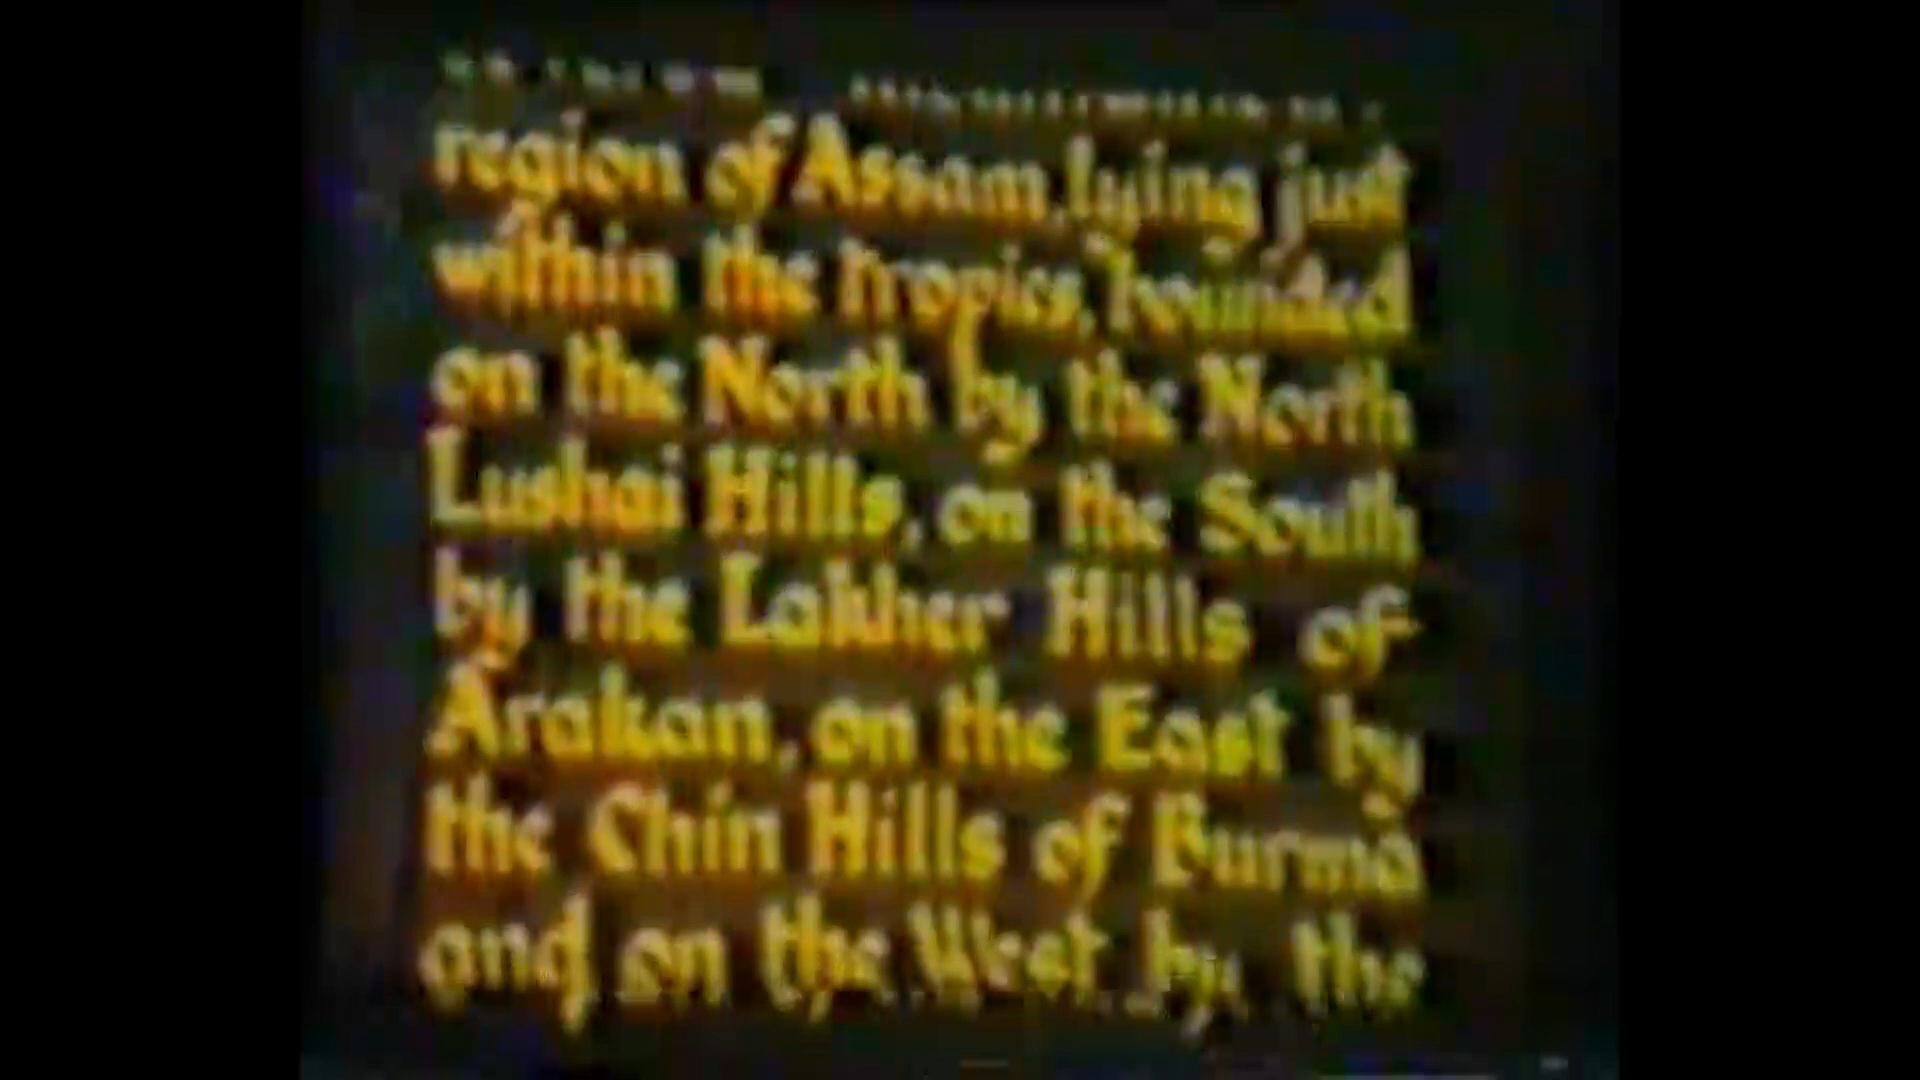 region of Assam, lying just
within the tropics, bounded
on the North by the North
Lushai Hills, on the South
by the Lakher Hills of
Arakan, on the East by
the Chin Hills of Burma
and on the West by the